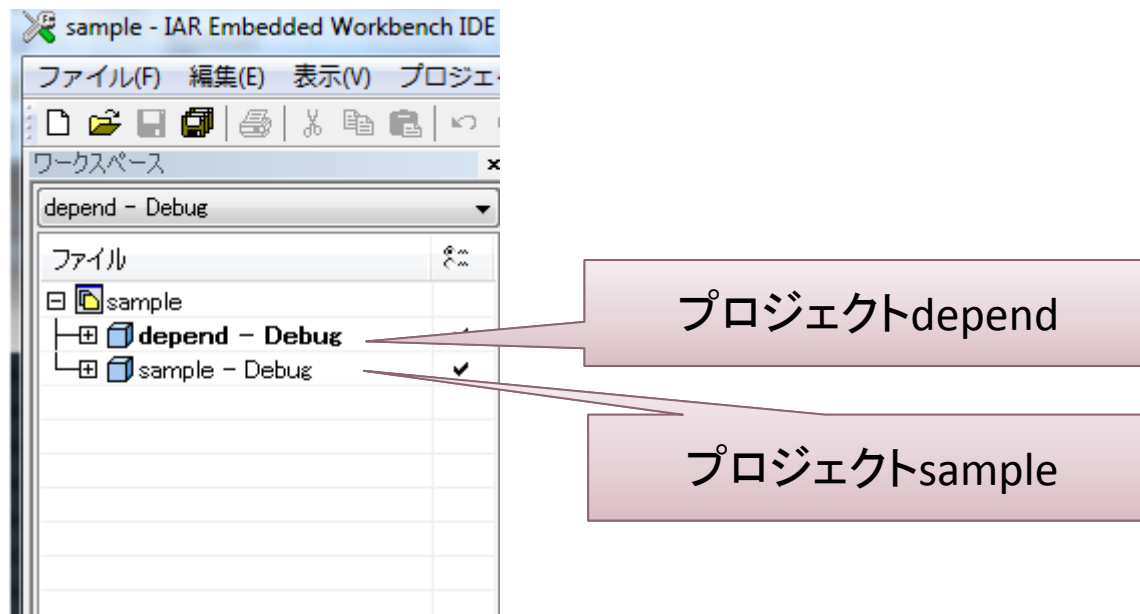 sample - IAR Embedded Workbench IDE
ファイル(F) 編集(E) 表示(V) プロジェ
ワークスペース
depend - Debug
ファイル
sample
depend - Debug
sample - Debug
プロジェクトdepend
プロジェクトsample